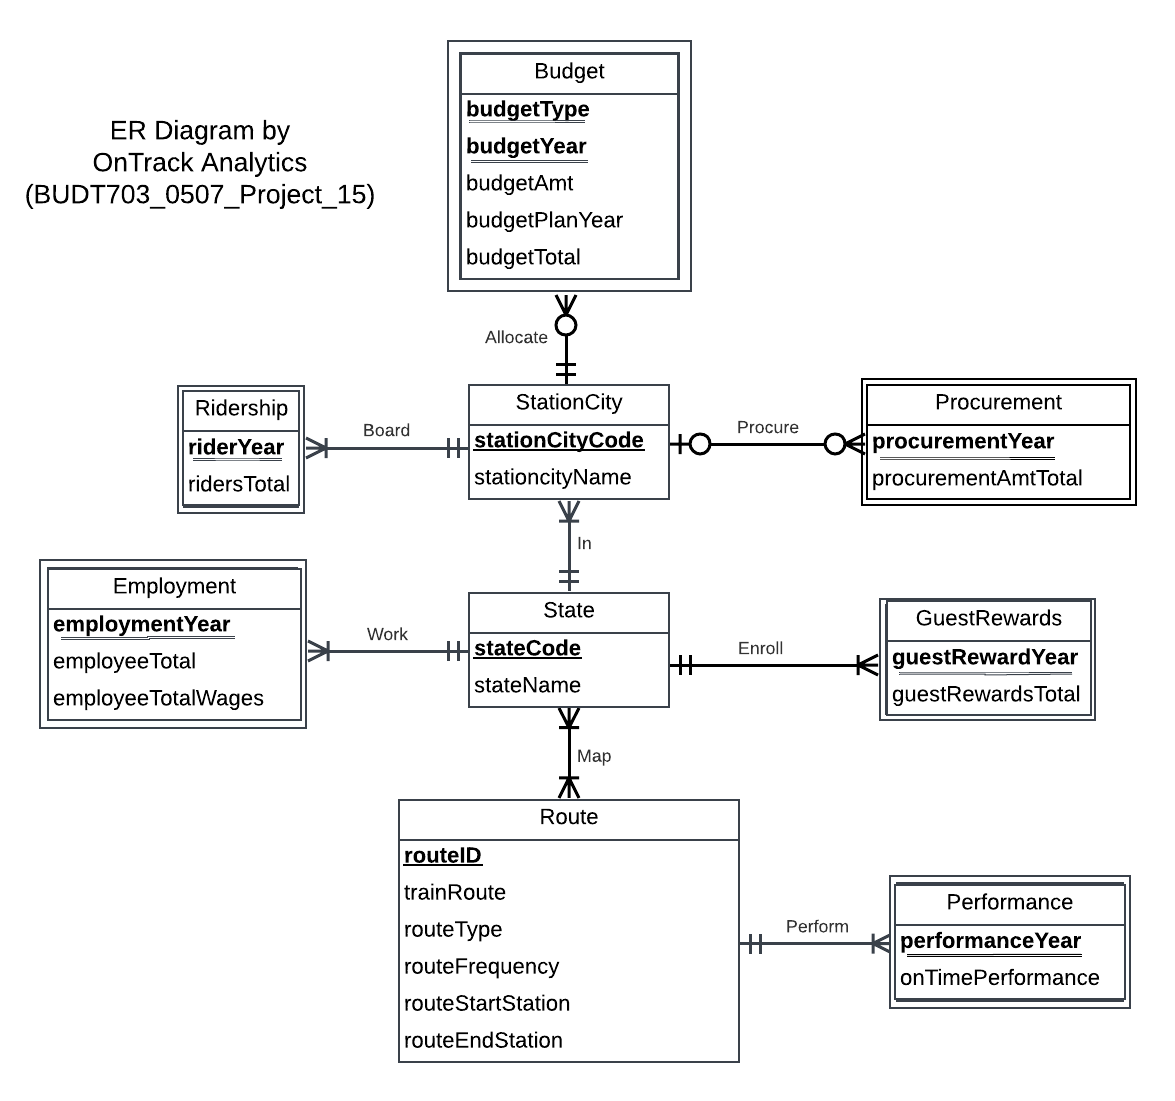 Budget
budgetType
budgetYear
budgetAmt
budgetPlanYear
budgetTotal
ER Diagram by
OnTrack Analytics
(BUDT703_0507_Project_15)
Allocate
Ridership
riderYear
ridersTotal
Board
StationCity
stationCityCode
stationcityName
Procure
Procurement
procurementYear
procurementAmtTotal
In
Employment
employmentYear
employeeTotal
employeeTotalWages
Work
State
stateCode
stateName
Enroll
GuestRewards
guestRewardYear
guestRewardsTotal
Map
Route
routeID
trainRoute
routeType
routeFrequency
routeStartStation
routeEndStation
Perform
Performance
performanceYear
onTimePerformance